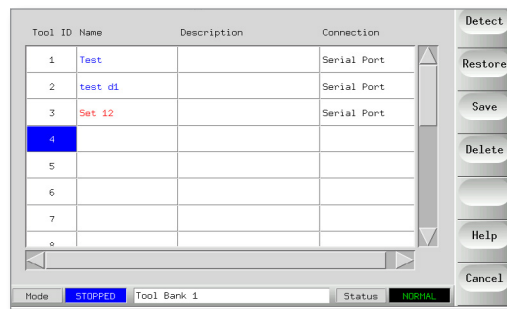 Tool ID Name Description Connection
1 Test Serial Port
2 test d1 Serial Port
3 Set 12 Serial Port
4
5
6
7
Mode STOPPED Tool Bank 1 Status NORMAL
Detect
Restore
Save
Delete
Help
Cancel